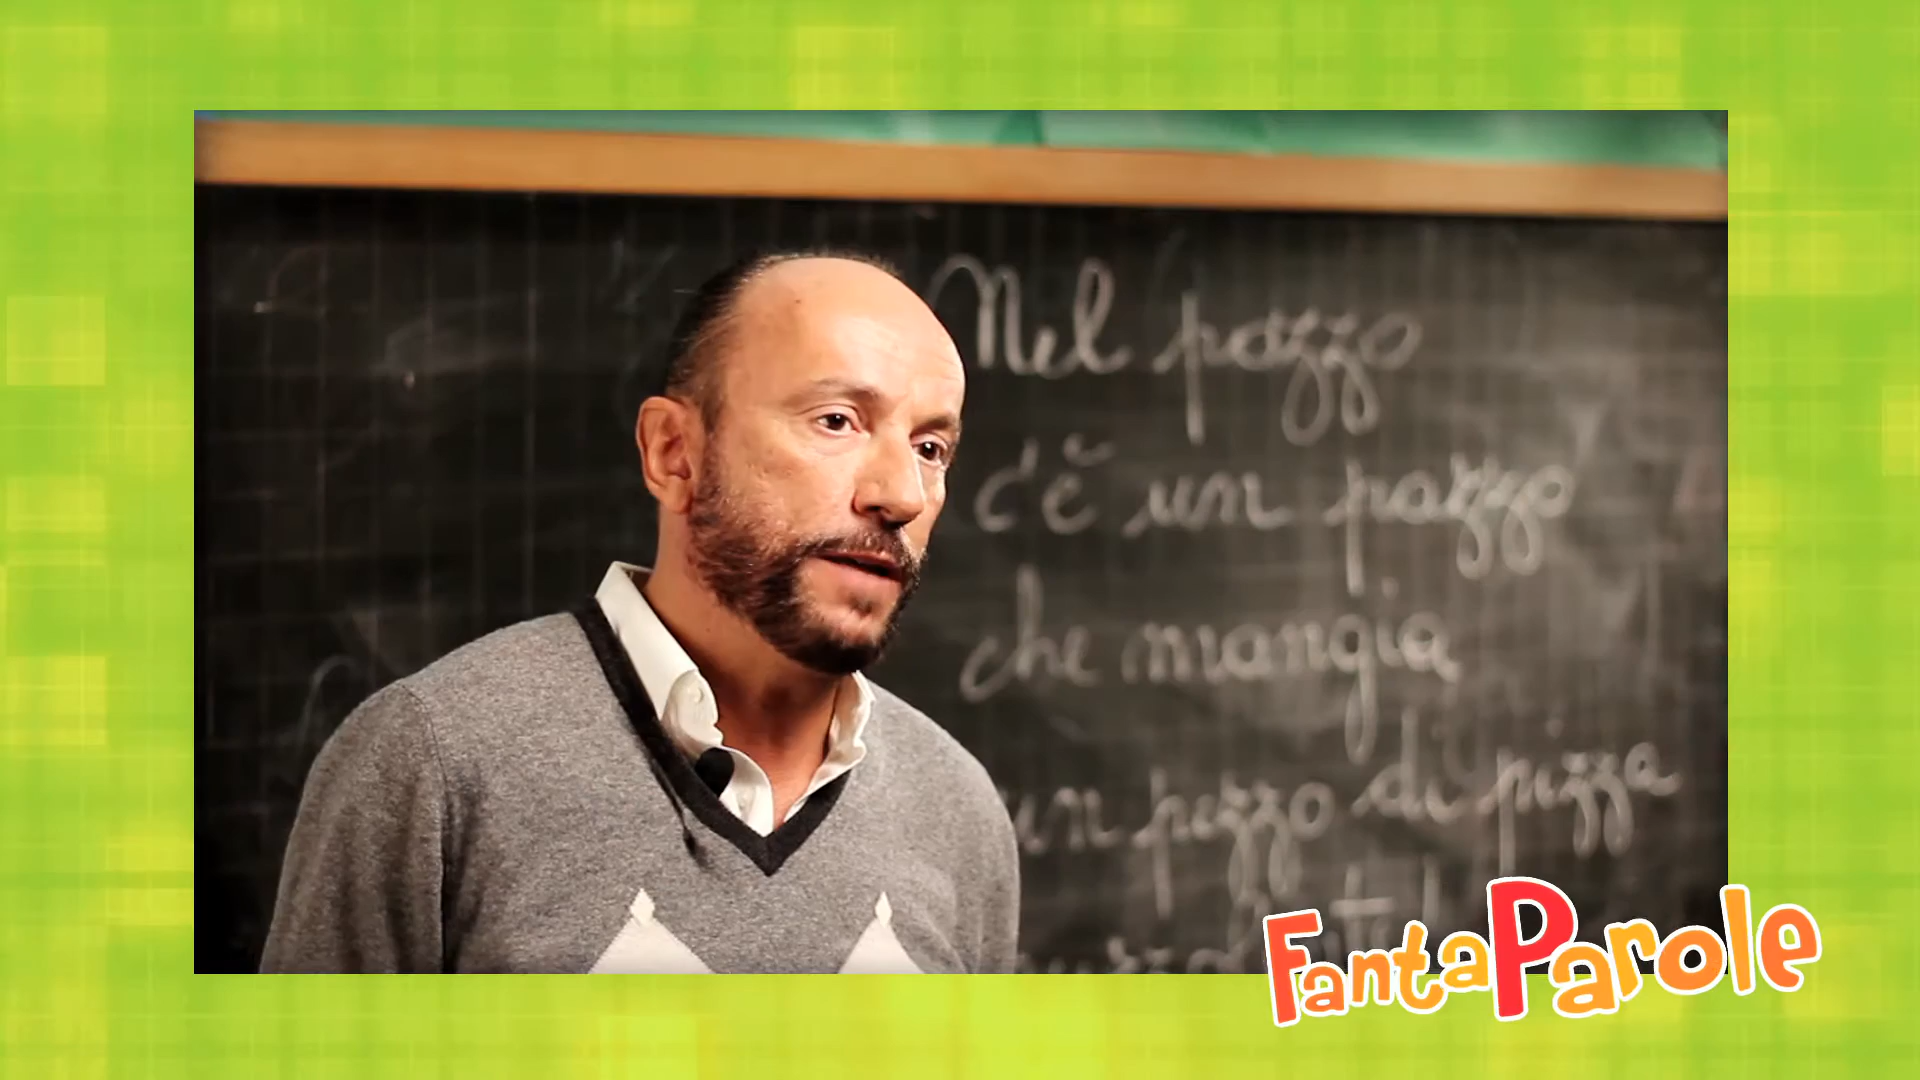 Nel pozzo
c'è un pazzo
che mangia
un pezzo di pizza
FantaParole